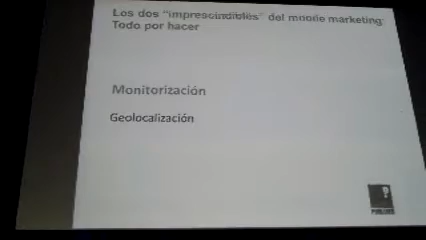 Los dos "imprescindibles" del mobile marketing:
Todo por hacer
Monitorización
Geolocalización